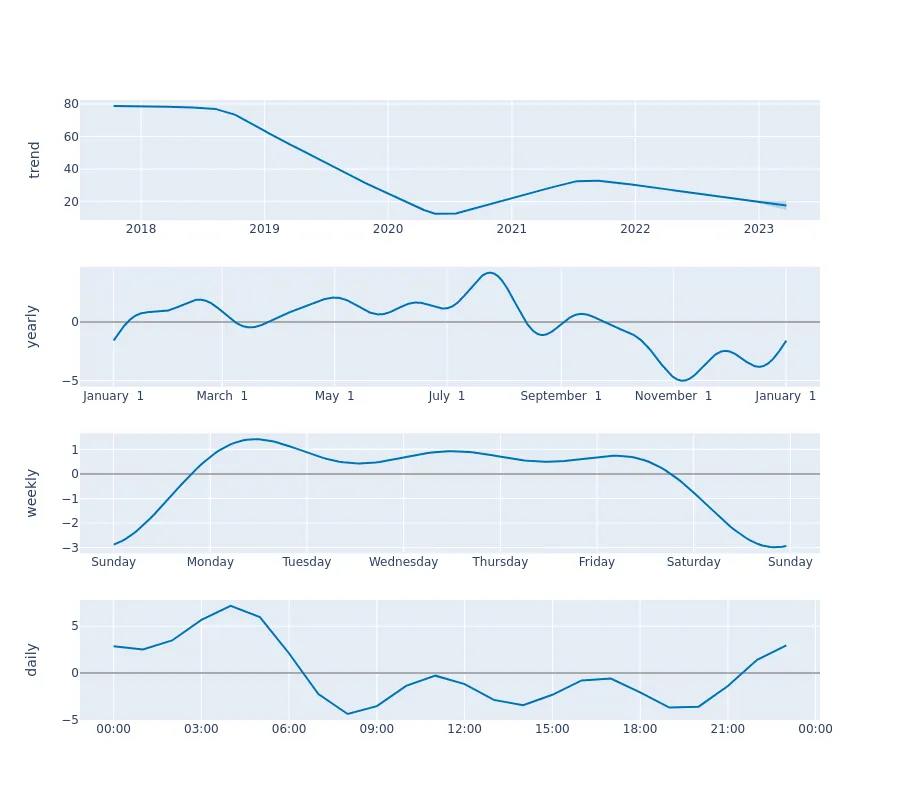 trend
80
60
40
20
2018 2019 2020 2021 2022 2023
yearly
0
−5
January 1 March 1 May 1 July 1 September 1 November 1 January 1
weekly
1
0
−1
−2
−3
Sunday Monday Tuesday Wednesday Thursday Friday Saturday Sunday
daily
5
0
−5
00:00 03:00 06:00 09:00 12:00 15:00 18:00 21:00 00:00